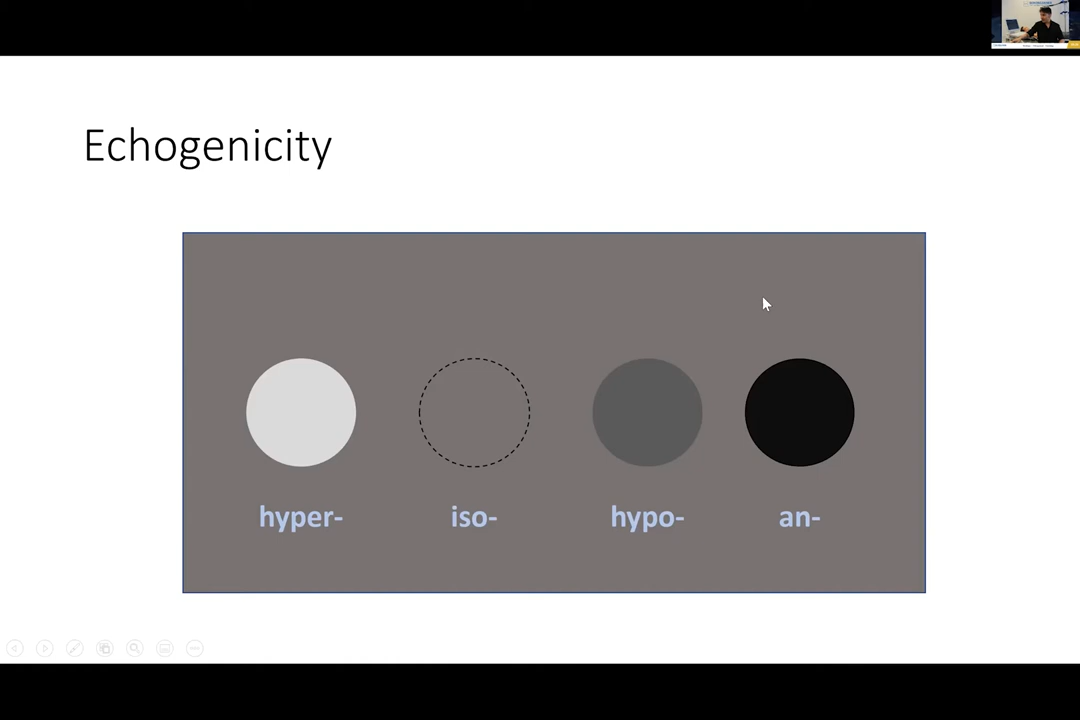 Echogenicity
hyper-
iso-
hypo-
an-